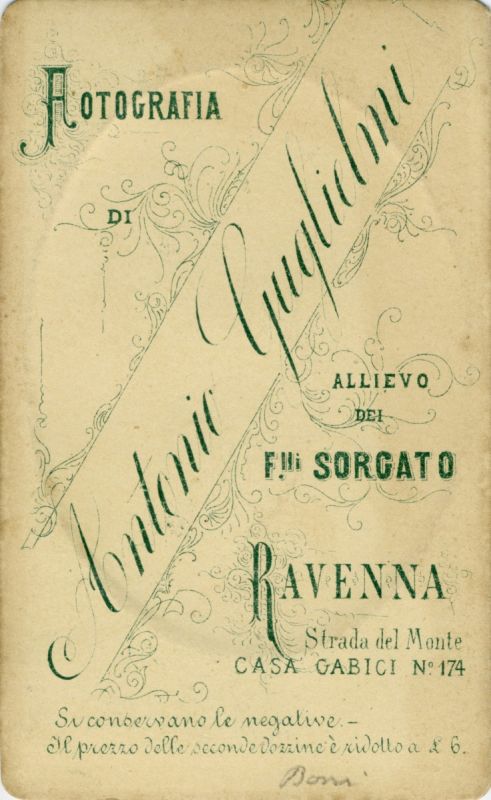 FOTOGRAFIA
DI
Antonio Guglielmi
ALLIEVO
DEI
F.lli SORGATO
RAVENNA
Strada del Monte
CASA GABICI No. 174
Si conservano le negative.—
Il prezzo delle seconde dozzine è ridotto a £ 6.